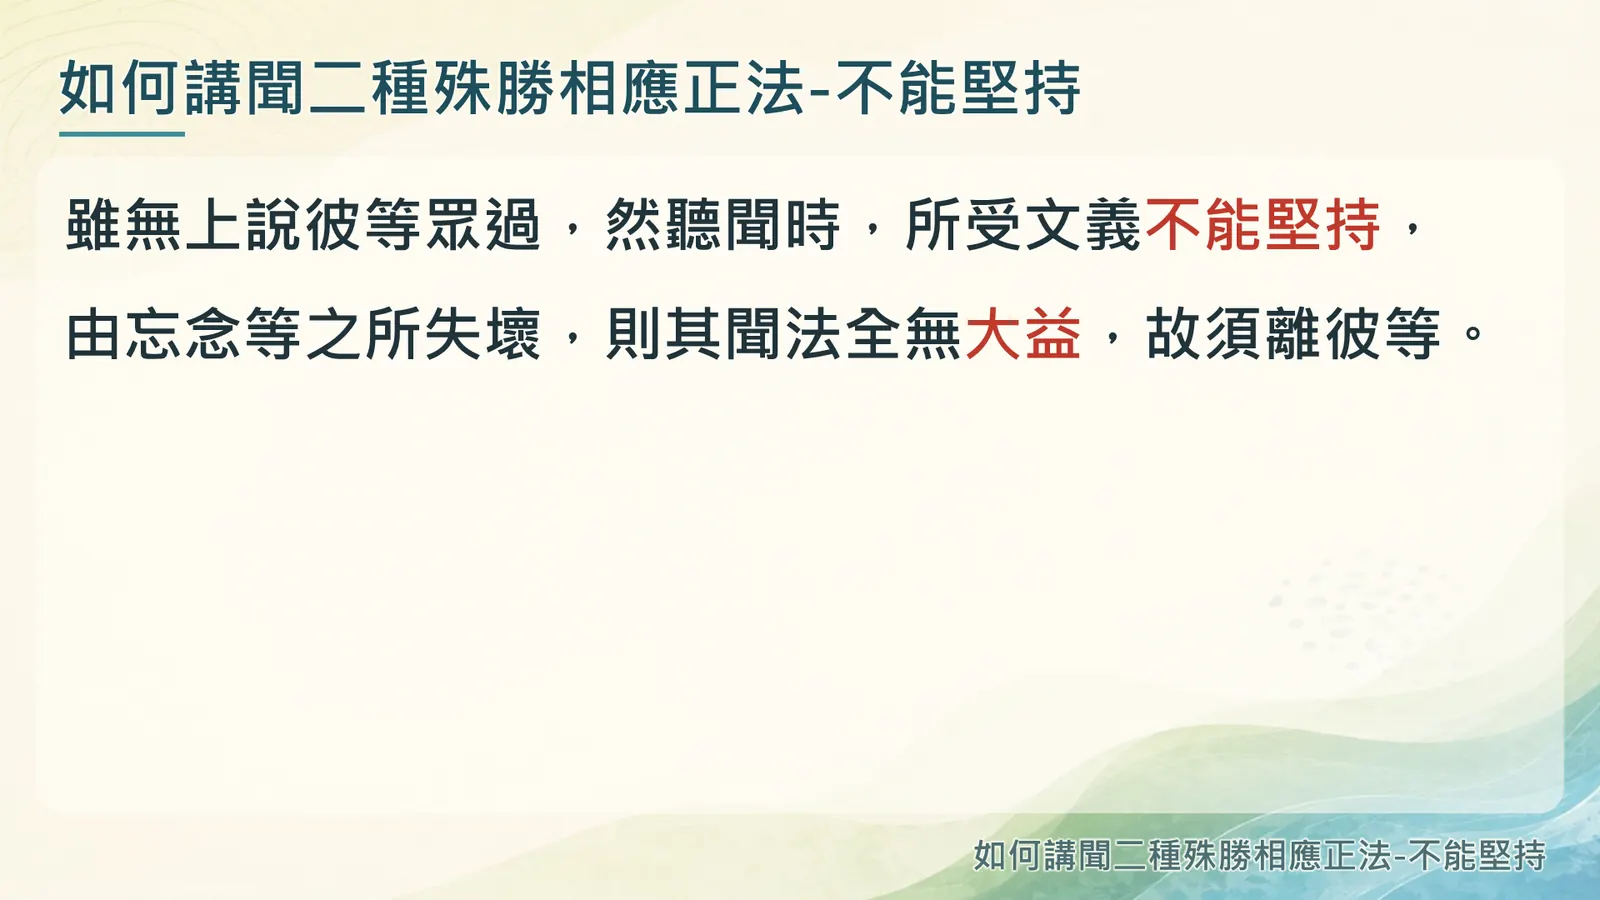 如何講聞二種殊勝相應正法-不能堅持
雖無上說彼等眾過，然聽聞時，所受文義不能堅持，
由忘念等之所失壞，則其聞法全無大益，故須離彼等。
如何講聞二種殊勝相應正法-不能堅持